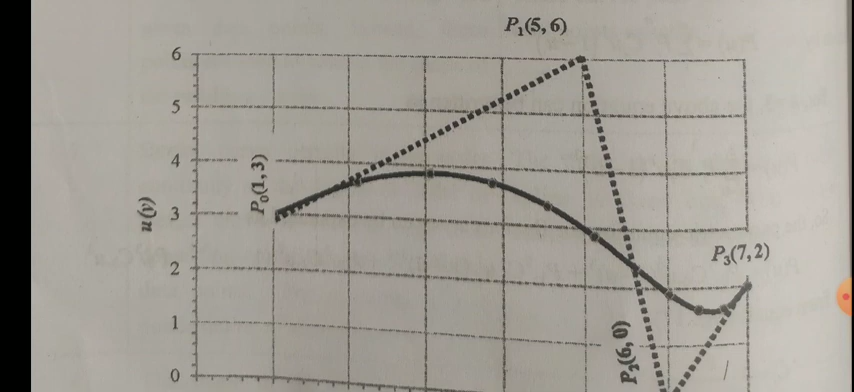 P₁(5, 6)
6
5
4
3
2
1
0
u(v)
P₀(1, 3)
P₃(7, 2)
P₂(6, 0)